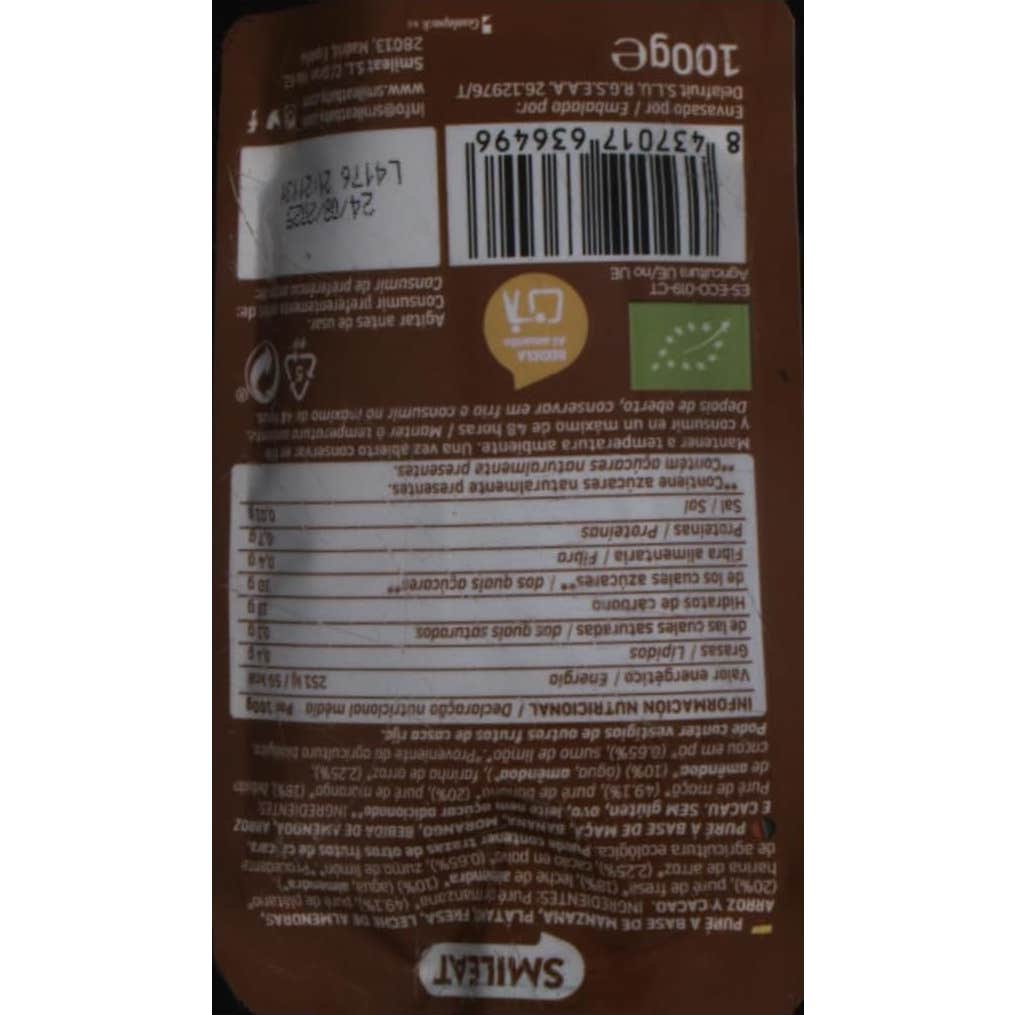 SMILEAT
PURÉ A BASE DE MANZANA, PLÁTANO, FRESA, LECHE DE ALMENDRAS,
ARROZ Y CACAO. INGREDIENTES: Puré de manzana* (49.1%), puré de plátano*
(20%), puré de fresa* (18%), leche de almendra* (10%) (agua, almendra*),
harina de arroz* (2.25%), cacao en polvo* (0.65%), zumo de limón*. *Procedente
de agricultura ecológica. Puede contener trazas de otros frutos de cáscara.
PURÉ A BASE DE MAÇÃ, BANANA, MORANGO, BEBIDA DE AMÊNDOA, ARROZ
E CACAU. SEM glúten, ovo, leite nem açúcar adicionado** INGREDIENTES:
Puré de maçã* (49.1%), puré de banana* (20%), puré de morango* (18%) bebida
de amêndoa* (10%) (água, amêndoa*), farinha de arroz* (2.25%),
cacau em pó* (0.65%), sumo de limão*. *Proveniente da agricultura biológica.
Pode conter vestígios de outros frutos de casca rija.
INFORMACIÓN NUTRICIONAL / Declaração nutricional média Por 100g
Valor energético / Energia 251 kj / 59 kcal
Grasas / Lípidos 0,4 g
de las cuales saturadas / dos quais saturados 0,2 g
Hidratos de carbono
de los cuales azúcares** / dos quais açúcares** 10 g
Fibra alimentaria / Fibra 0,4 g
Proteínas / Proteínas 0,7 g
Sal / Sal 0,01 g
**Contiene azúcares naturalmente presentes.
**Contém açúcares naturalmente presentes.
Mantener a temperatura ambiente. Una vez abierto conservar en frío
y consumir en un máximo de 48 horas / Manter à temperatura ambiente.
Depois de aberto, conservar em frio e consumir no máximo de 48 horas.
RECICLA
Al amarillo
5
PP
ES-ECO-019-CT
Agricultura UE/no UE
Agitar antes de usar.
Consumir preferentemente antes de:
Consumir de preferência antes de:
24/08/2025
L4176
8 437017 636496
Envasado por / Embalado por:
Delafruit S.L.U. R.G.S.E.A.A. 26.12976/T
100g℮
info@smileatbaby.com
www.smileatbaby.com
Smileat S.L. C/ Gran Vía
28013, Madrid, España
Gualapack